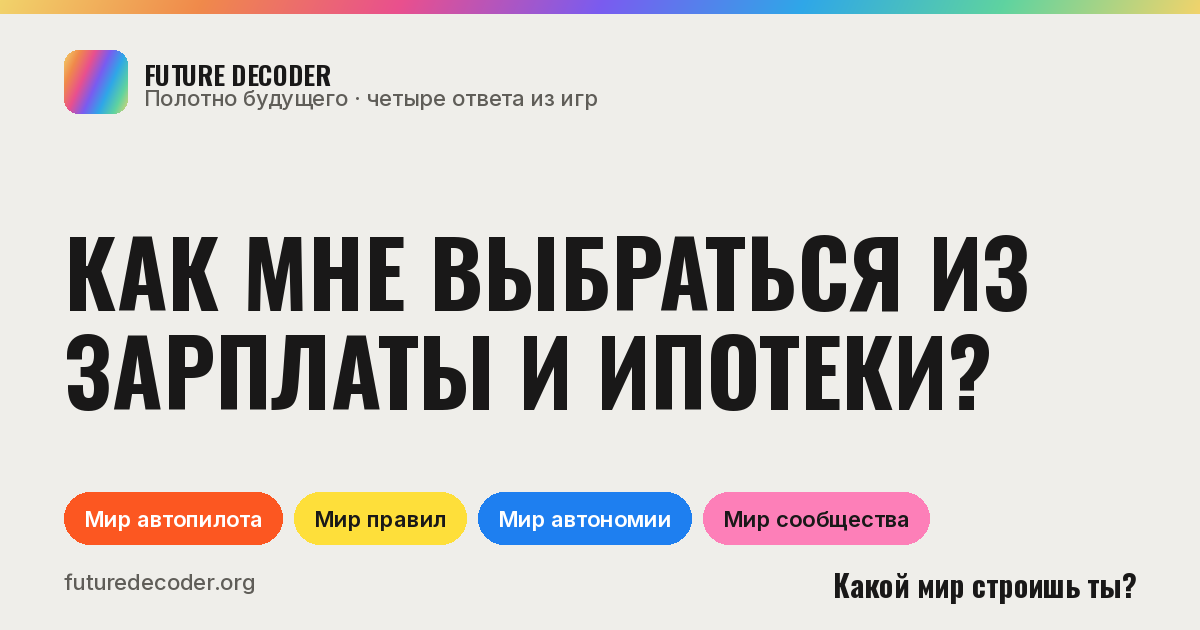 FUTURE DECODER
Полотно будущего · четыре ответа из игр
КАК МНЕ ВЫБРАТЬСЯ ИЗ
ЗАРПЛАТЫ И ИПОТЕКИ?
Мир автопилота
Мир правил
Мир автономии
Мир сообщества
futuredecoder.org
Какой мир строишь ты?